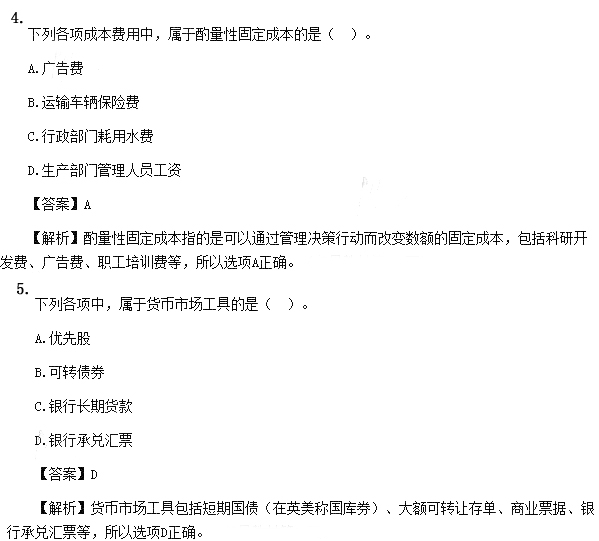 4.
下列各项成本费用中，属于酌量性固定成本的是（　）。
A.广告费
B.运输车辆保险费
C.行政部门耗用水费
D.生产部门管理人员工资
【答案】A
【解析】酌量性固定成本指的是可以通过管理决策行动而改变数额的固定成本，包括科研开
发费、广告费、职工培训费等，所以选项A正确。
5.
下列各项中，属于货币市场工具的是（　）。
A.优先股
B.可转债券
C.银行长期货款
D.银行承兑汇票
【答案】D
【解析】货币市场工具包括短期国债（在英美称国库券）、大额可转让存单、商业票据、银
行承兑汇票等，所以选项D正确。